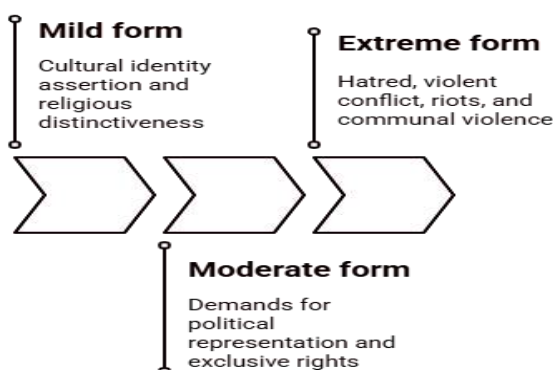 Mild form
Cultural identity
assertion and
religious
distinctiveness
Extreme form
Hatred, violent
conflict, riots, and
communal violence
Moderate form
Demands for
political
representation and
exclusive rights